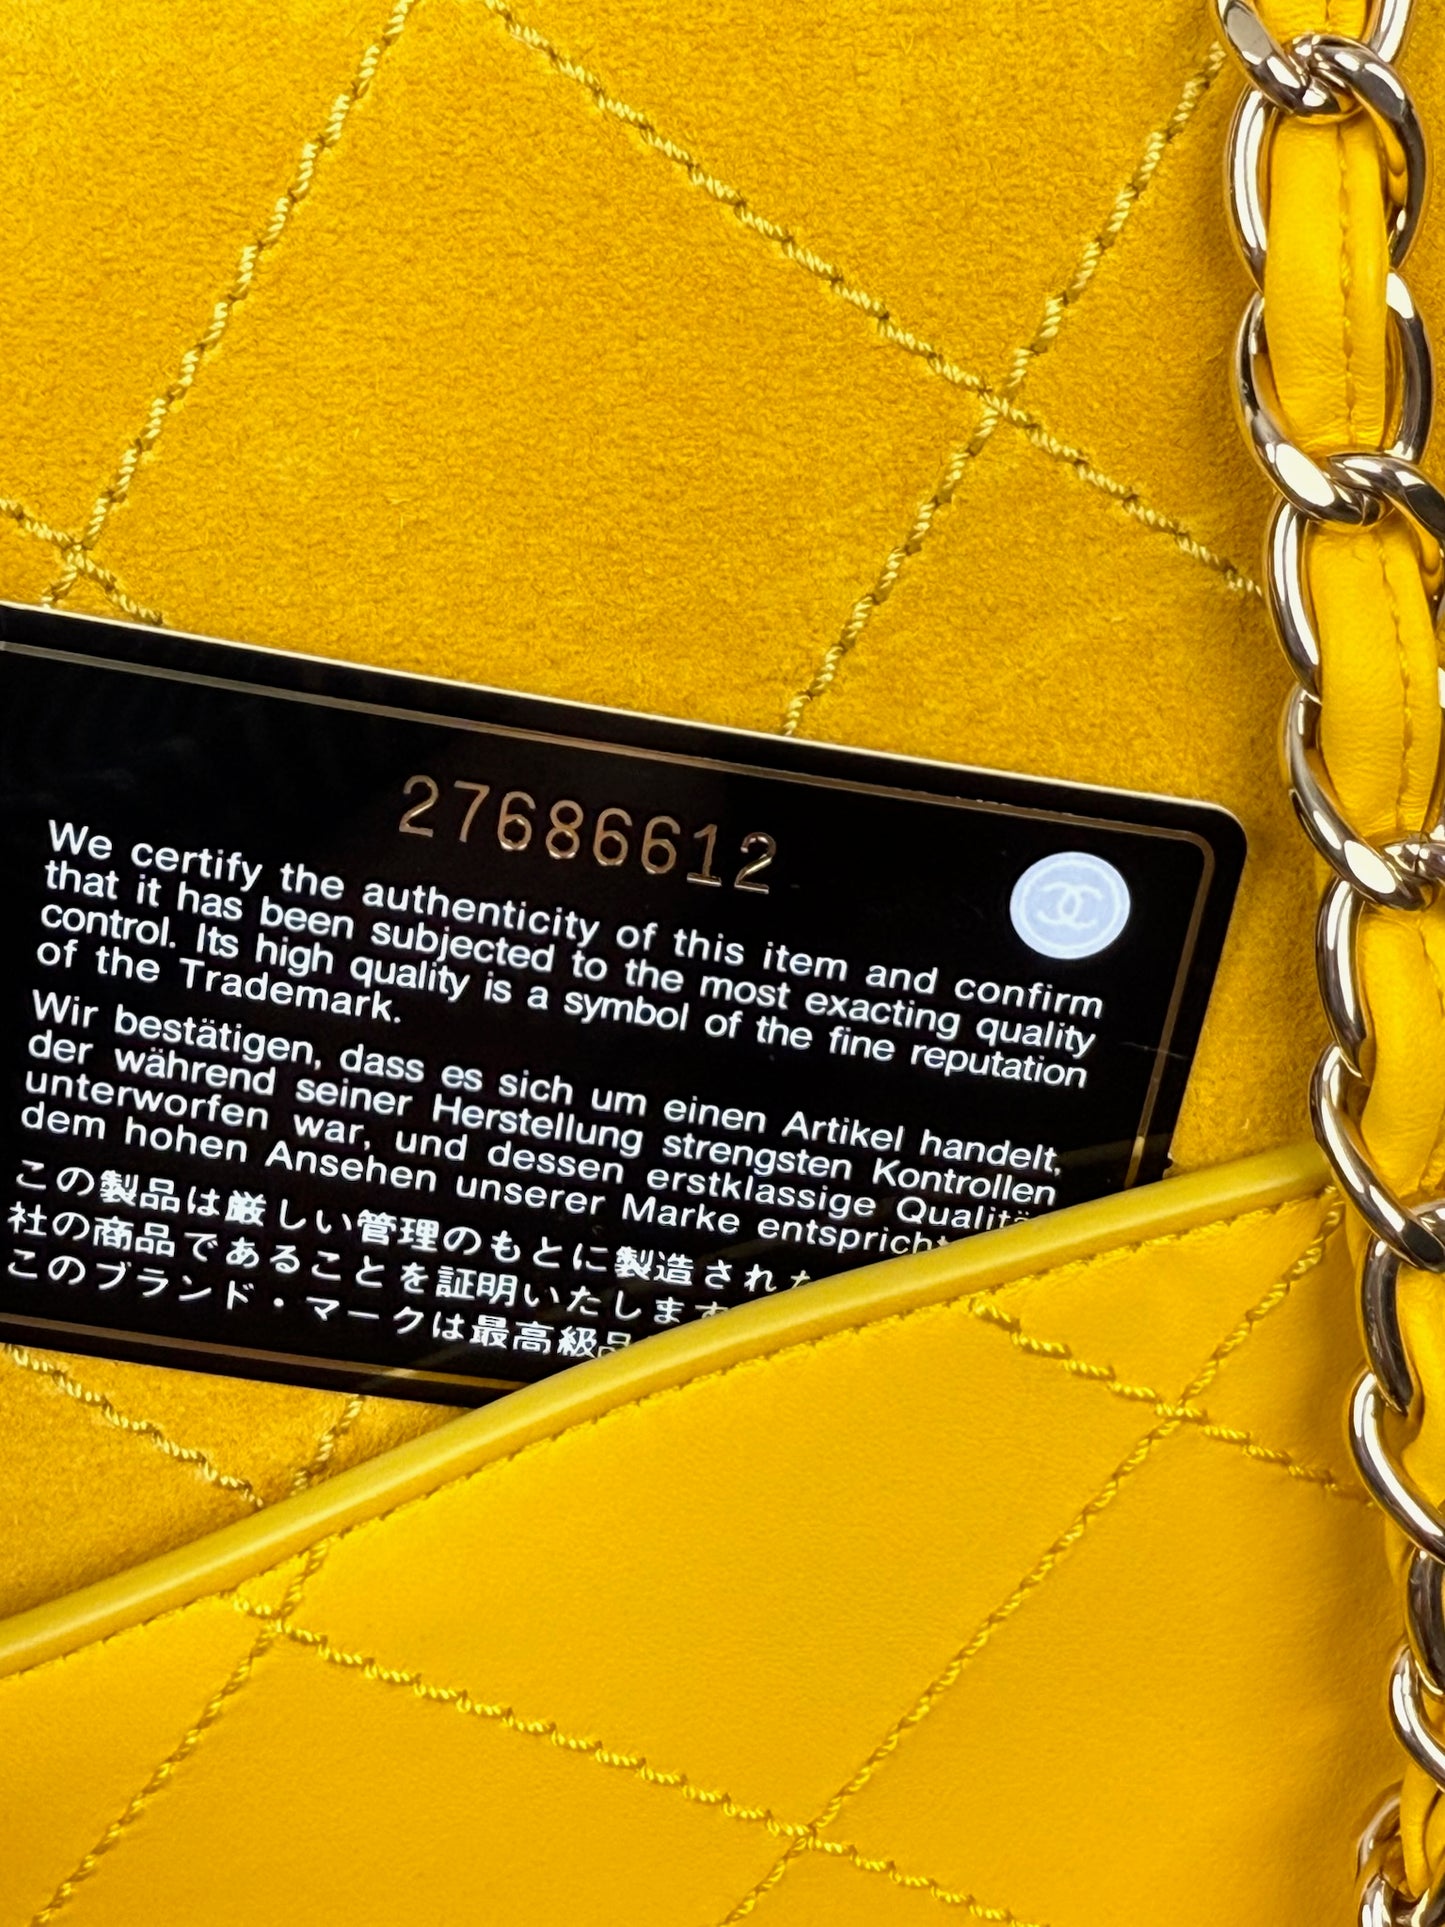 27686612
We certify the authenticity of this item and confirm
that it has been subjected to the most exacting quality
control. Its high quality is a symbol of the fine reputation
of the Trademark.
Wir bestätigen, dass es sich um einen Artikel handelt,
der während seiner Herstellung strengsten Kontrollen
unterworfen war, und dessen erstklassige
dem hohen Ansehen unserer Marke
この製品は厳しい管理のもとに製造され
社の商品であることを証明いたします
このブランド・マークは最高級品